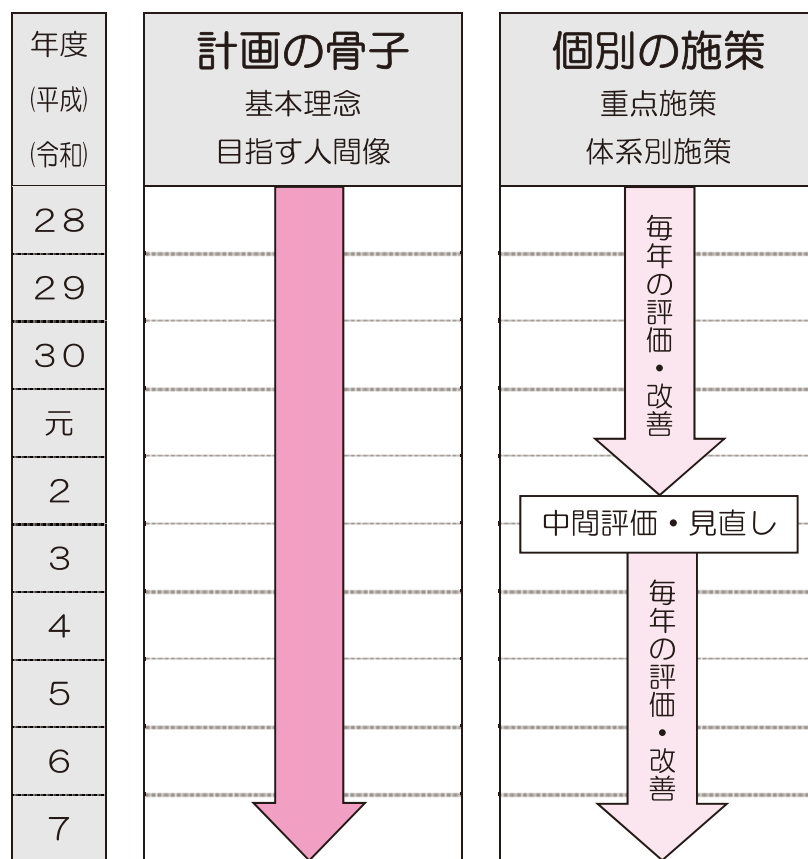 年度
(平成)
(令和)
28
29
30
元
2
3
4
5
6
7
計画の骨子
基本理念
目指す人間像
個別の施策
重点施策
体系別施策
毎年の評価・改善
中間評価・見直し
毎年の評価・改善